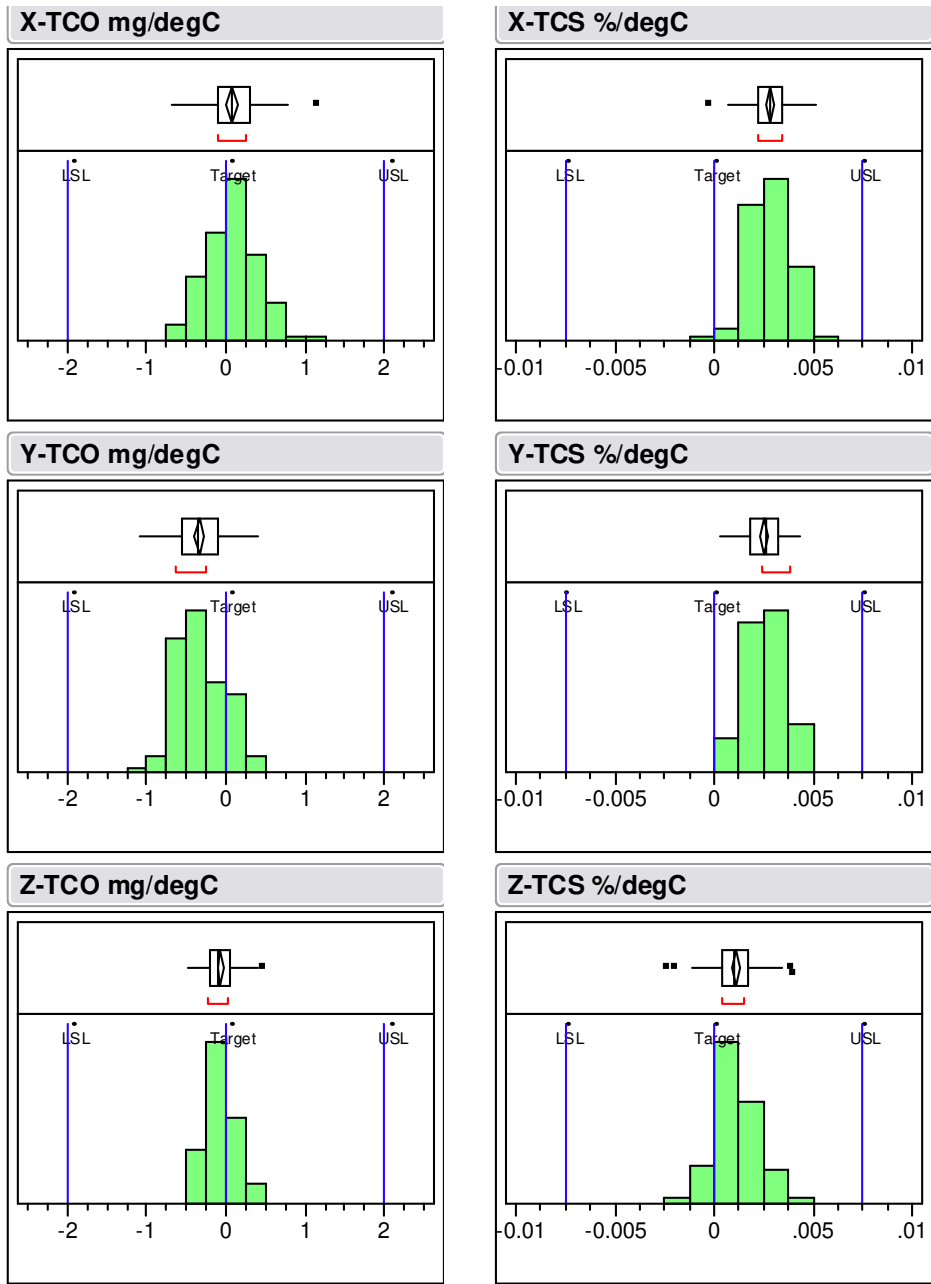 X-TCO mg/degC
LSL Target USL
-2 -1 0 1 2
X-TCS %/degC
LSL Target USL
-0.01 -0.005 0 .005 .01
Y-TCO mg/degC
LSL Target USL
-2 -1 0 1 2
Y-TCS %/degC
LSL Target USL
-0.01 -0.005 0 .005 .01
Z-TCO mg/degC
LSL Target USL
-2 -1 0 1 2
Z-TCS %/degC
LSL Target USL
-0.01 -0.005 0 .005 .01